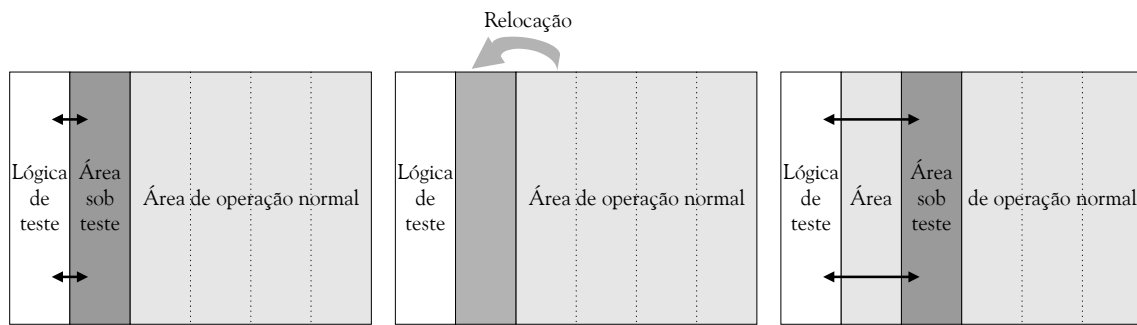 Relocação
Lógica
de
teste
Área
sob
teste
Área de operação normal
Lógica
de
teste
Área de operação normal
Lógica
de
teste
Área
Área
sob
teste
de operação normal